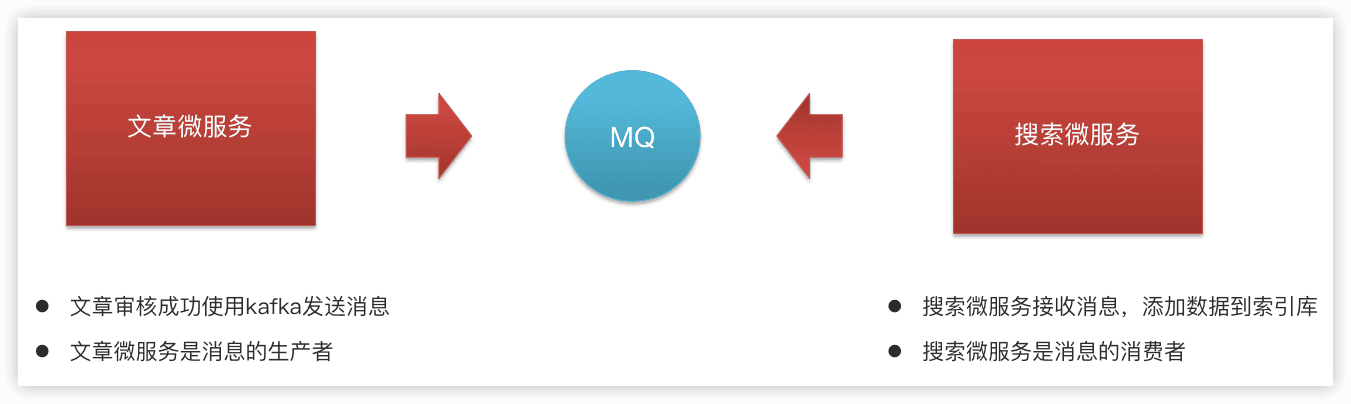 文章微服务
MQ
搜索微服务
● 文章审核成功使用kafka发送消息
● 文章微服务是消息的生产者
● 搜索微服务接收消息，添加数据到索引库
● 搜索微服务是消息的消费者